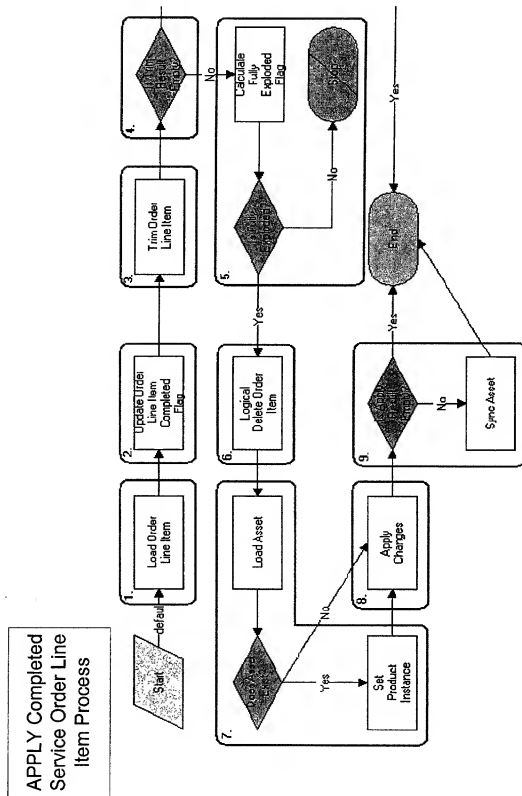 APPLY Completed
Service Order Line
Item Process
Start
default
1.
Load Order
Line Item
2.
Update Order
Line Item
Completed
Flag
3.
Trim Order
Line Item
4.
Yes
No
5.
Calculate
Fully
Exploded
Flag
No
Yes
6.
Logical
Delete Order
Item
7.
Load Asset
No
Yes
Set
Product
Instance
8.
Apply
Changes
9.
Yes
No
Sync Asset
End